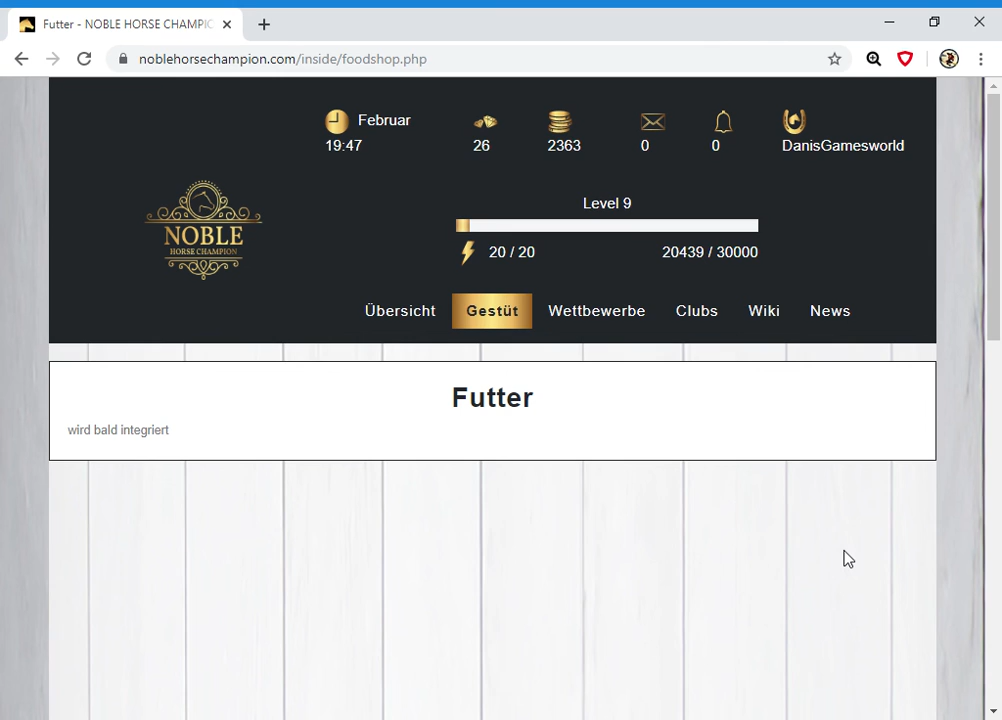 Futter - NOBLE HORSE CHAMPIC
noblehorsechampion.com/inside/foodshop.php
Februar
19:47
26
2363
0
0
DanisGamesworld
NOBLE
HORSE CHAMPION
Level 9
20 / 20
20439 / 30000
Übersicht
Gestüt
Wettbewerbe
Clubs
Wiki
News
Futter
wird bald integriert